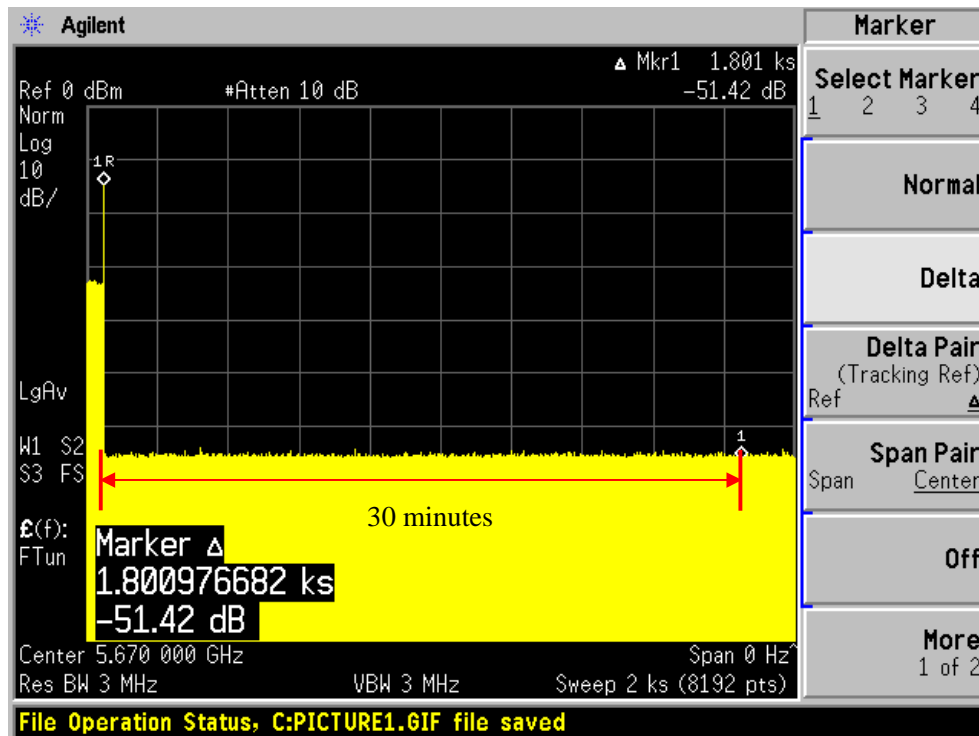 Agilent
Marker
Δ Mkr1 1.801 ks
Ref 0 dBm #Atten 10 dB -51.42 dB
Norm
Log
10
dB/
1R
LgAv
1
W1 S2
S3 FS
30 minutes
£(f):
FTun
Marker Δ
1.800976682 ks
-51.42 dB
Center 5.670 000 GHz Span 0 Hz^
Res BW 3 MHz VBW 3 MHz Sweep 2 ks (8192 pts)
File Operation Status, C:PICTURE1.GIF file saved
Select Marker
1 2 3 4
Normal
Delta
Delta Pair
(Tracking Ref)
Ref Δ
Span Pair
Span Center
Off
More
1 of 2